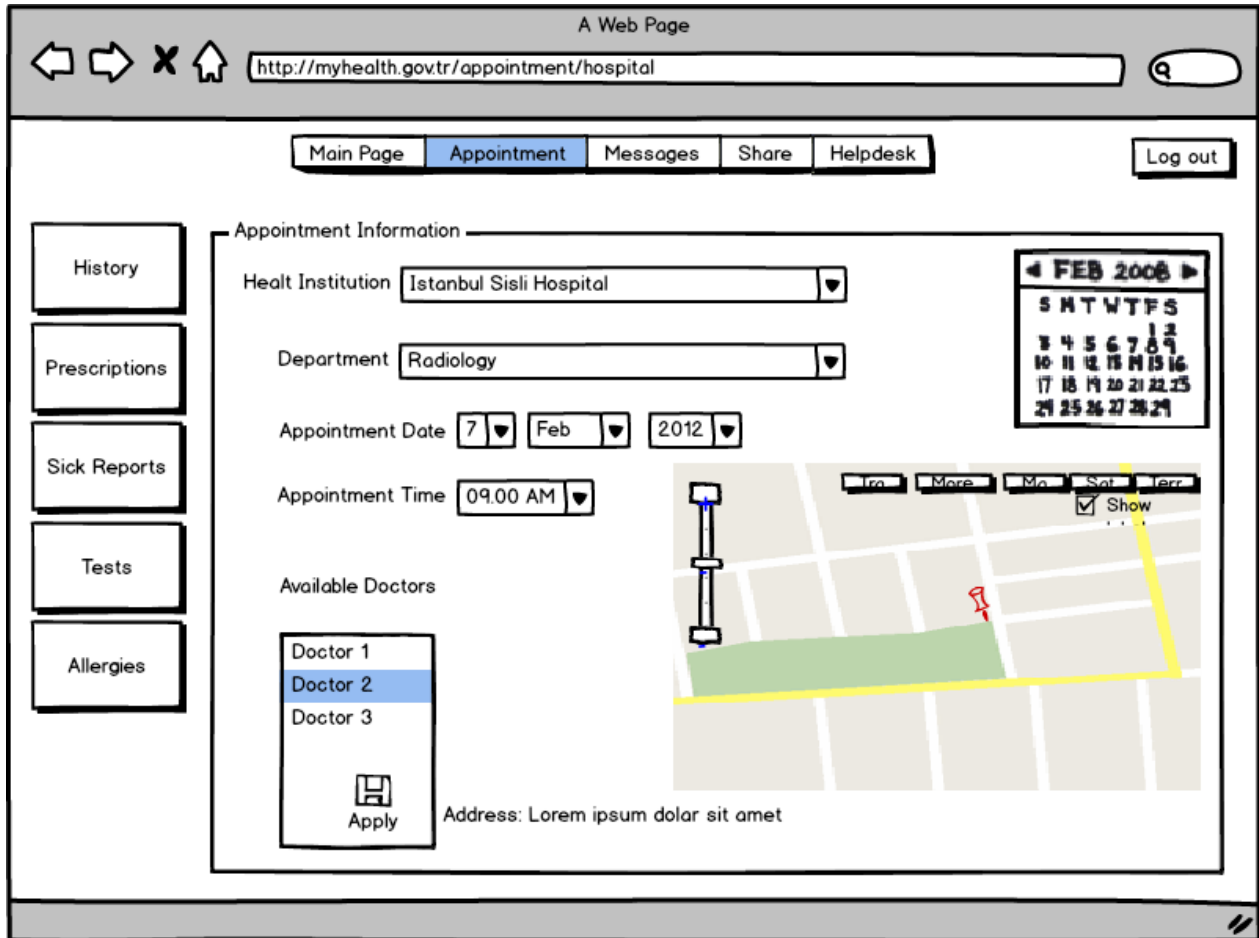 A Web Page
http://myhealth.gov.tr/appointment/hospital
Main Page Appointment Messages Share Helpdesk
Log out
History
Prescriptions
Sick Reports
Tests
Allergies
Appointment Information
Healt Institution Istanbul Sisli Hospital
Department Radiology
Appointment Date 7 Feb 2012
Appointment Time 09.00 AM
FEB 2008
S M T W T F S
1 2
3 4 5 6 7 8 9
10 11 12 13 14 15 16
17 18 19 20 21 22 23
24 25 26 27 28 29
Tra More Ma Sat Terr
Show
Available Doctors
Doctor 1
Doctor 2
Doctor 3
Apply
Address: Lorem ipsum dolar sit amet